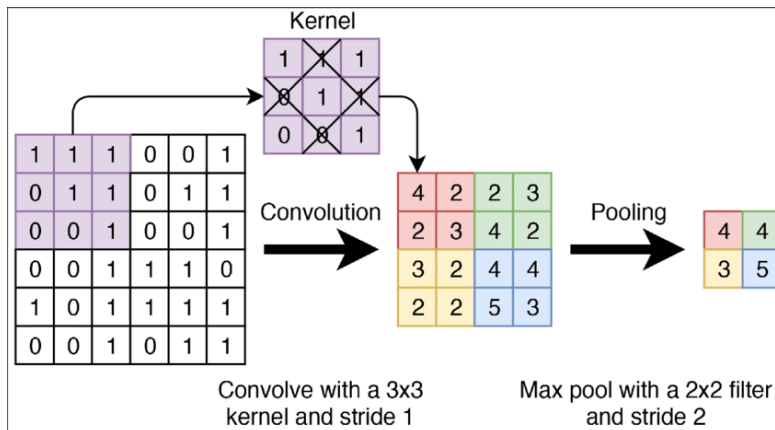 Kernel
1 1 1
0 1 1
0 0 1
1 1 1 0 0 1
0 1 1 0 1 1
0 0 1 0 0 1
0 0 1 1 1 0
1 0 1 1 1 1
0 0 1 0 1 1
Convolution
4 2 2 3
2 3 4 2
3 2 4 4
2 2 5 3
Pooling
4 4
3 5
Convolve with a 3x3
kernel and stride 1
Max pool with a 2x2 filter
and stride 2